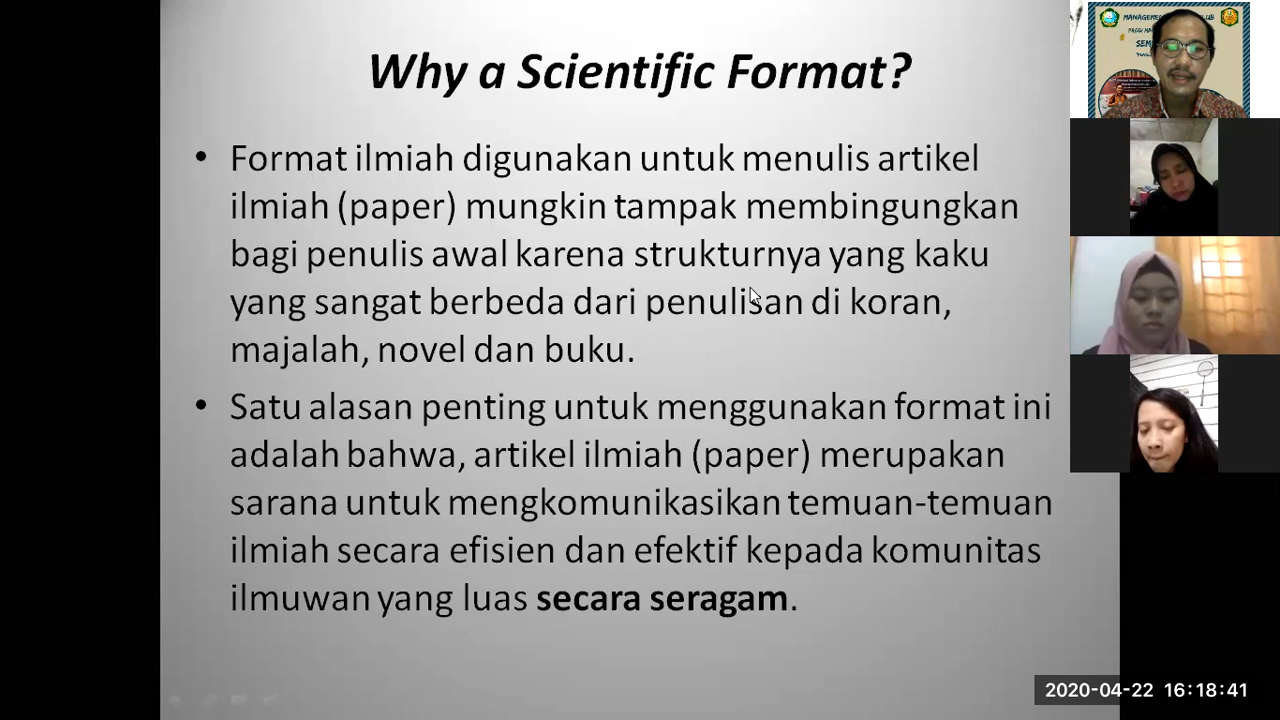 Why a Scientific Format?
• Format ilmiah digunakan untuk menulis artikel
ilmiah (paper) mungkin tampak membingungkan
bagi penulis awal karena strukturnya yang kaku
yang sangat berbeda dari penulisan di koran,
majalah, novel dan buku.
• Satu alasan penting untuk menggunakan format ini
adalah bahwa, artikel ilmiah (paper) merupakan
sarana untuk mengkomunikasikan temuan-temuan
ilmiah secara efisien dan efektif kepada komunitas
ilmuwan yang luas secara seragam.
2020-04-22 16:18:41